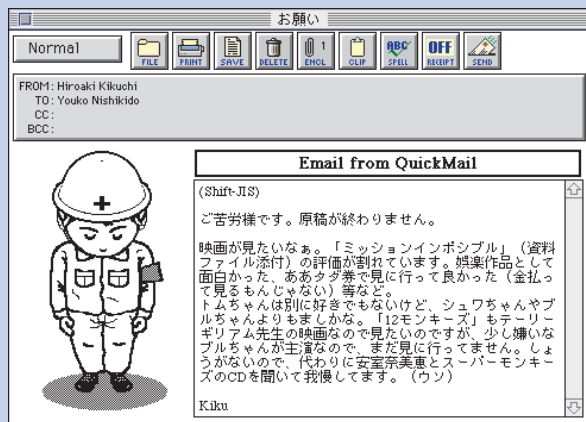 お願い
Normal
FILE
PRINT
SAVE
DELETE
1
ENCL
CLIP
ABC
SPELL
OFF
RECEIPT
SEND
FROM: Hiroaki Kikuchi
TO: Youko Nishikido
CC:
BCC:
Email from QuickMail
(Shift-JIS)
ご苦労様です。原稿が終わりません。
映画が見たいなぁ。「ミッションインポシブル」（資料
ファイル添付）の評価が割れています。娯楽作品として
面白かった、ああタダ券で見に行って良かった（金払っ
て見るもんじゃない）等など。
トムちゃんは別に好きでもないけど、シュワちゃんやブ
ルちゃんよりもましかな。「12モンキーズ」もテーリー
ギリアム先生の映画なので見たいのですが、少し嫌いな
ブルちゃんが主演なので、まだ見に行ってません。しょ
うがないので、代わりに安室奈美恵とスーパーモンキー
ズのCDを聞いて我慢してます。（ウソ）
Kiku